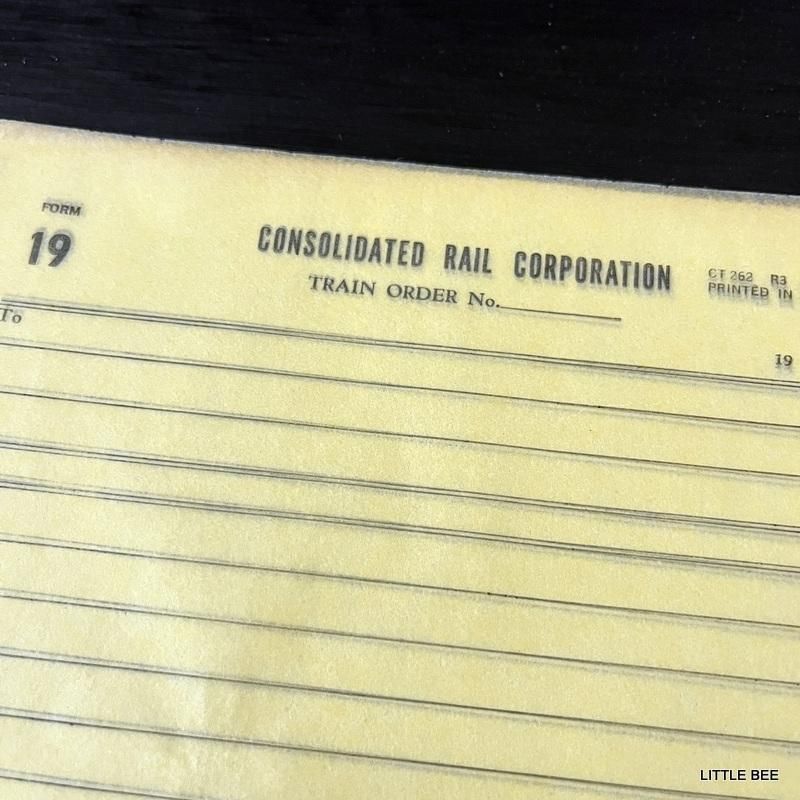 FORM
19
CONSOLIDATED RAIL CORPORATION
TRAIN ORDER No.
CT 262 R3
PRINTED IN
To
19
LITTLE BEE